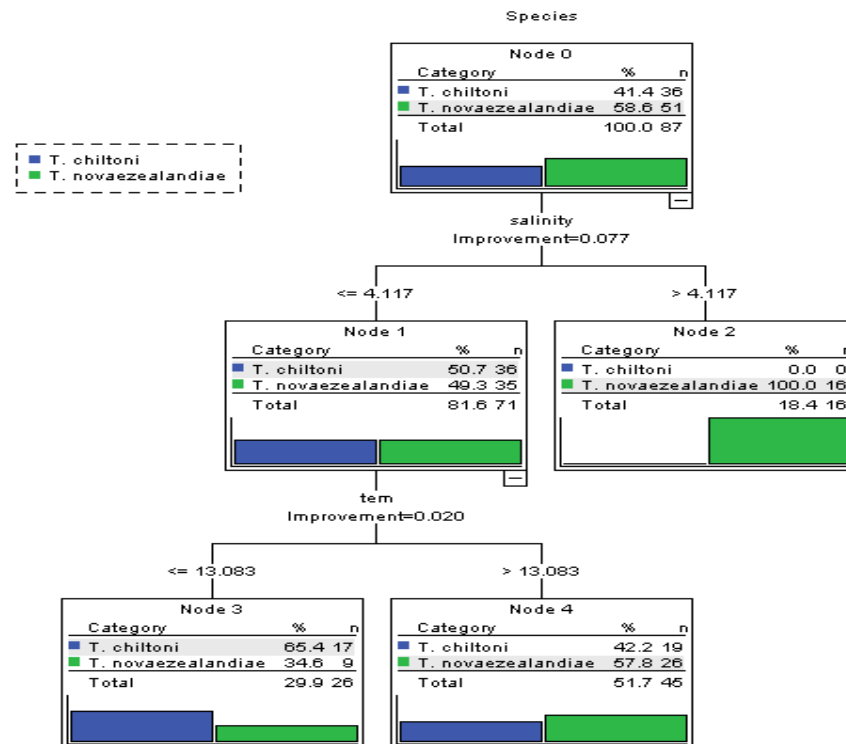 Species
Node 0
Category % n
T. chiltoni 41.4 36
T. novaezealandiae 58.6 51
Total 100.0 87
T. chiltoni
T. novaezealandiae
salinity
Improvement=0.077
<= 4.117
> 4.117
Node 1
Category % n
T. chiltoni 50.7 36
T. novaezealandiae 49.3 35
Total 81.6 71
Node 2
Category % n
T. chiltoni 0.0 0
T. novaezealandiae 100.0 16
Total 18.4 16
tem
Improvement=0.020
<= 13.083
> 13.083
Node 3
Category % n
T. chiltoni 65.4 17
T. novaezealandiae 34.6 9
Total 29.9 26
Node 4
Category % n
T. chiltoni 42.2 19
T. novaezealandiae 57.8 26
Total 51.7 45